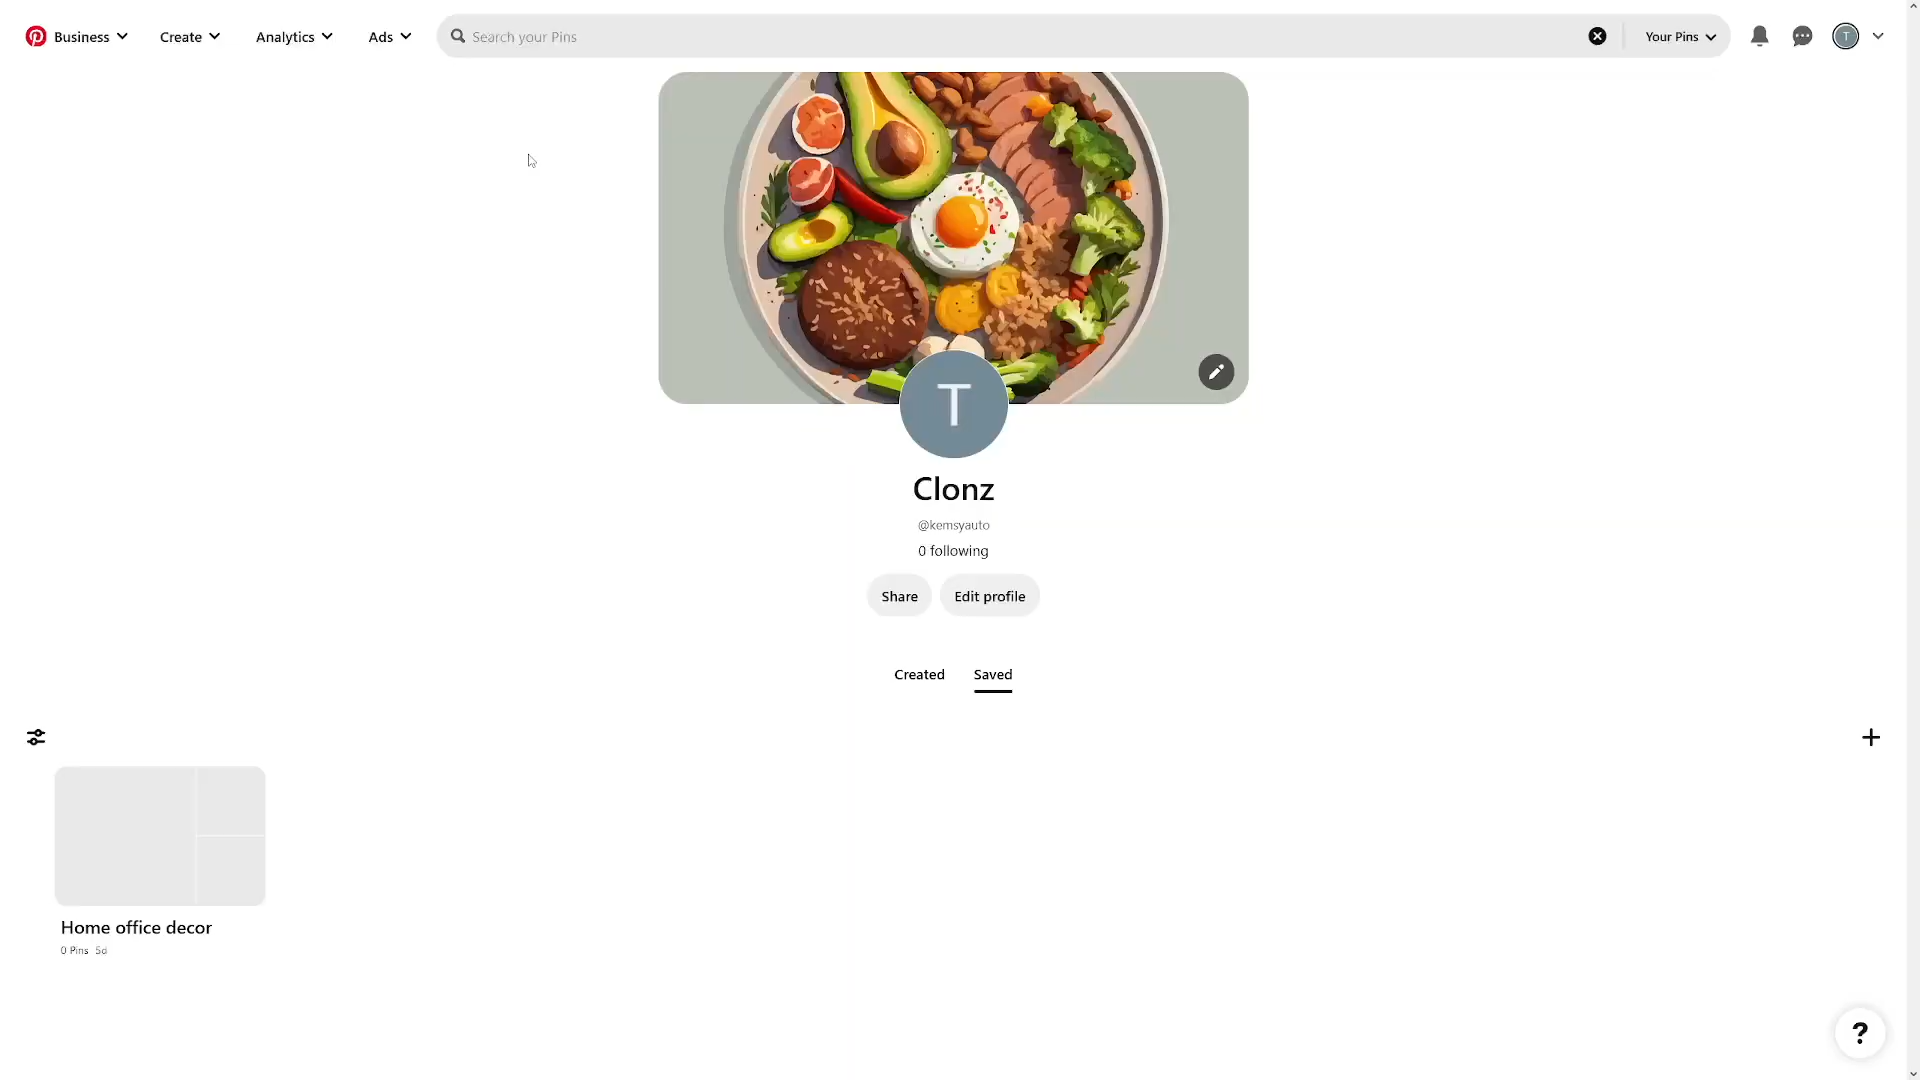 Business Create Analytics Ads Search your Pins Your Pins T
T
Clonz
@kemsyauto
0 following
Share Edit profile
Created Saved
Home office decor
0 Pins 5d
?